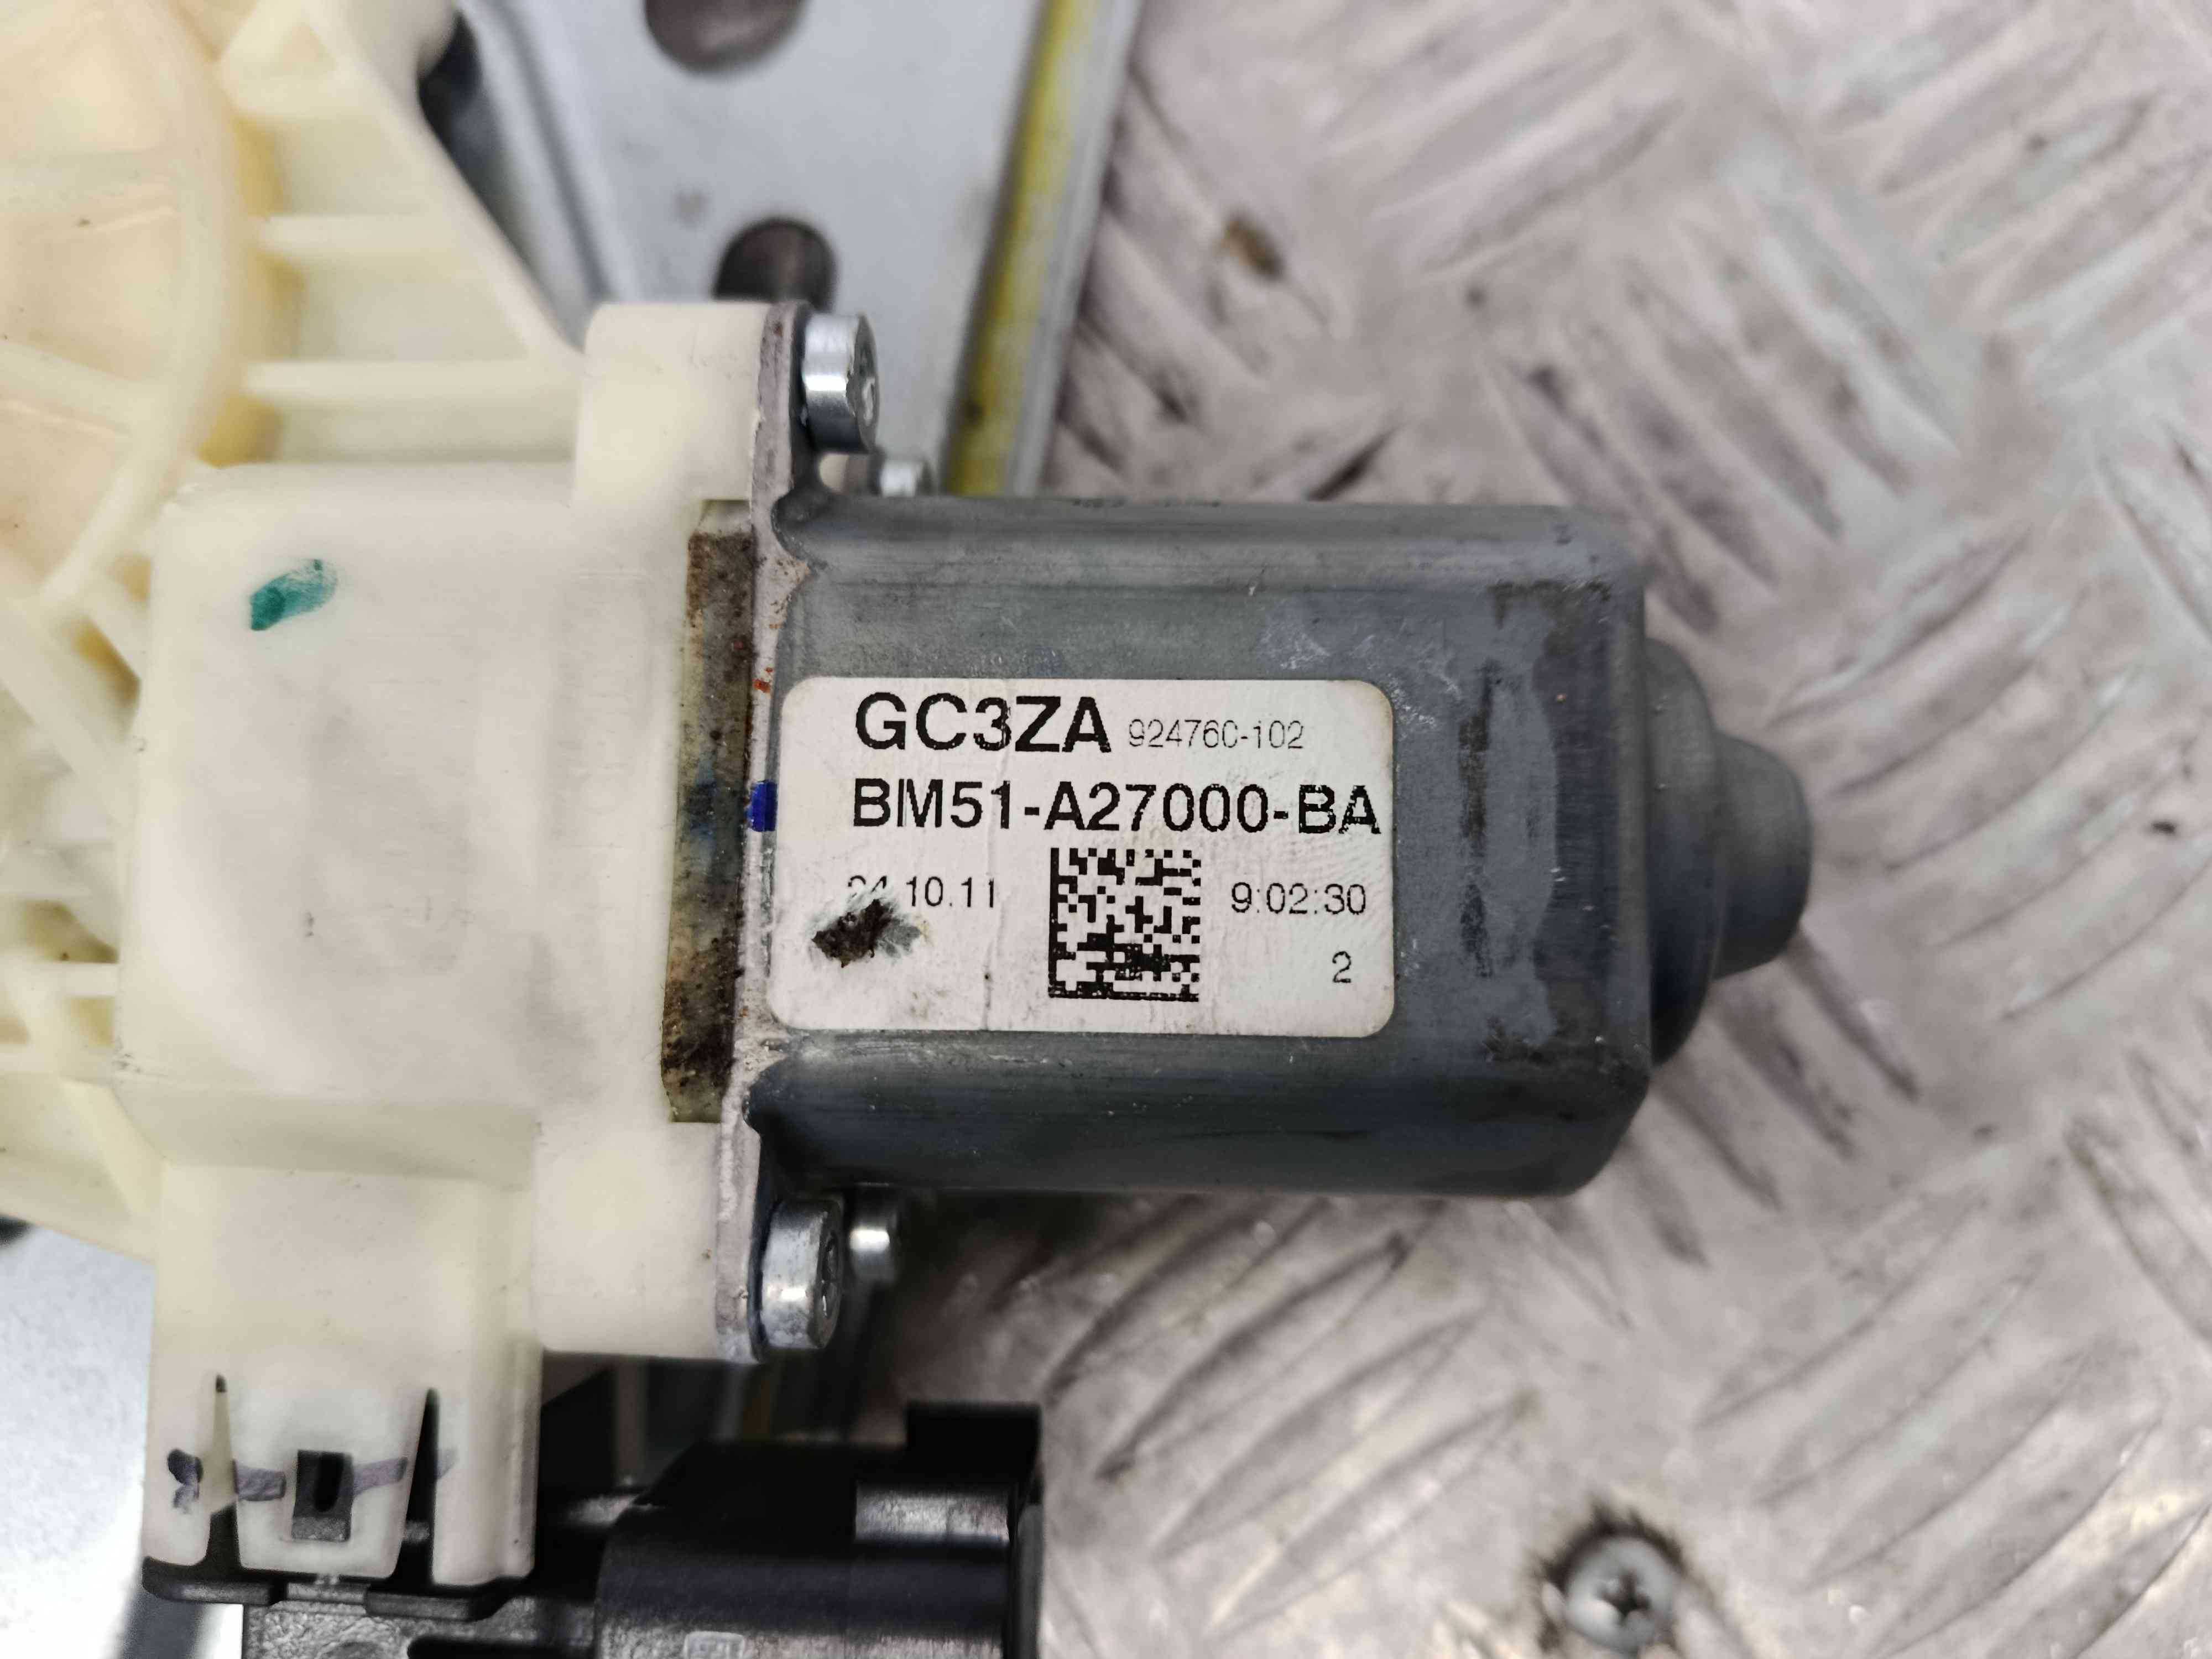 GC3ZA 924760-102
BM51-A27000-BA
10.11 9:02:30
2